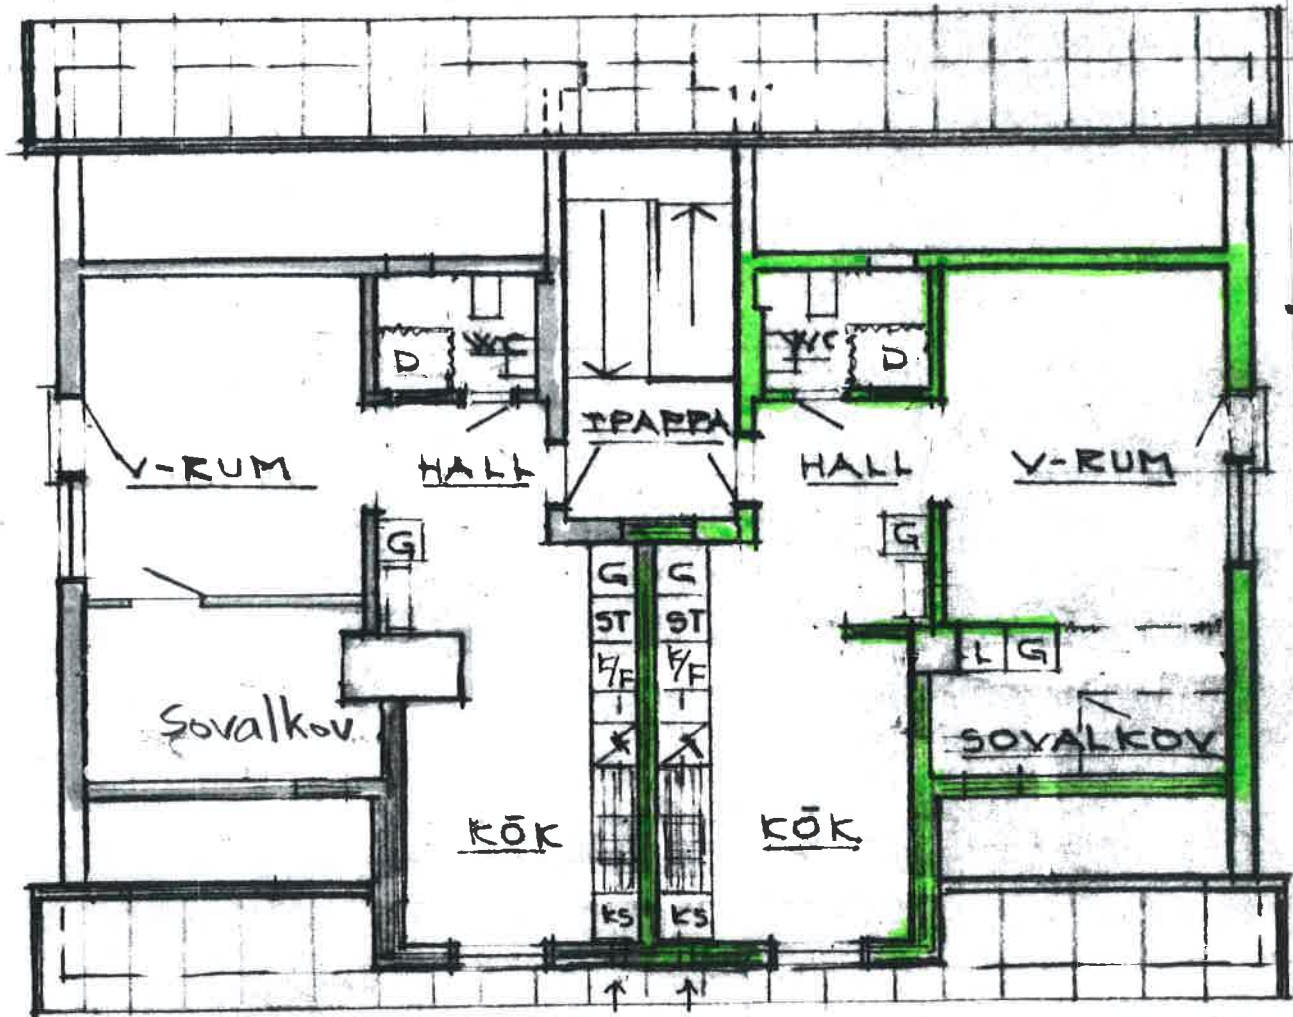 WC
D
WC
D
TRAPPA
V-RUM
HALL
HALL
V-RUM
G
G
G
G
ST
ST
K/F
K/F
L
G
Sovalkov
SOVALKOV
KÖK
KÖK
KS
KS